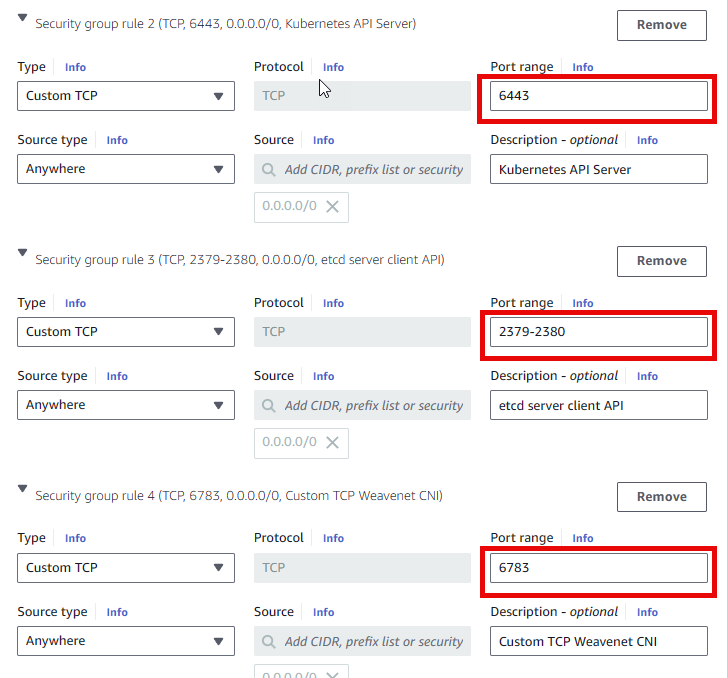 Security group rule 2 (TCP, 6443, 0.0.0.0/0, Kubernetes API Server)
Remove
Type Info
Protocol Info
Port range Info
Custom TCP
TCP
6443
Source type Info
Source Info
Description - optional Info
Anywhere
Add CIDR, prefix list or security
Kubernetes API Server
0.0.0.0/0
Security group rule 3 (TCP, 2379-2380, 0.0.0.0/0, etcd server client API)
Remove
Type Info
Protocol Info
Port range Info
Custom TCP
TCP
2379-2380
Source type Info
Source Info
Description - optional Info
Anywhere
Add CIDR, prefix list or security
etcd server client API
0.0.0.0/0
Security group rule 4 (TCP, 6783, 0.0.0.0/0, Custom TCP Weavenet CNI)
Remove
Type Info
Protocol Info
Port range Info
Custom TCP
TCP
6783
Source type Info
Source Info
Description - optional Info
Anywhere
Add CIDR, prefix list or security
Custom TCP Weavenet CNI
0.0.0.0/0